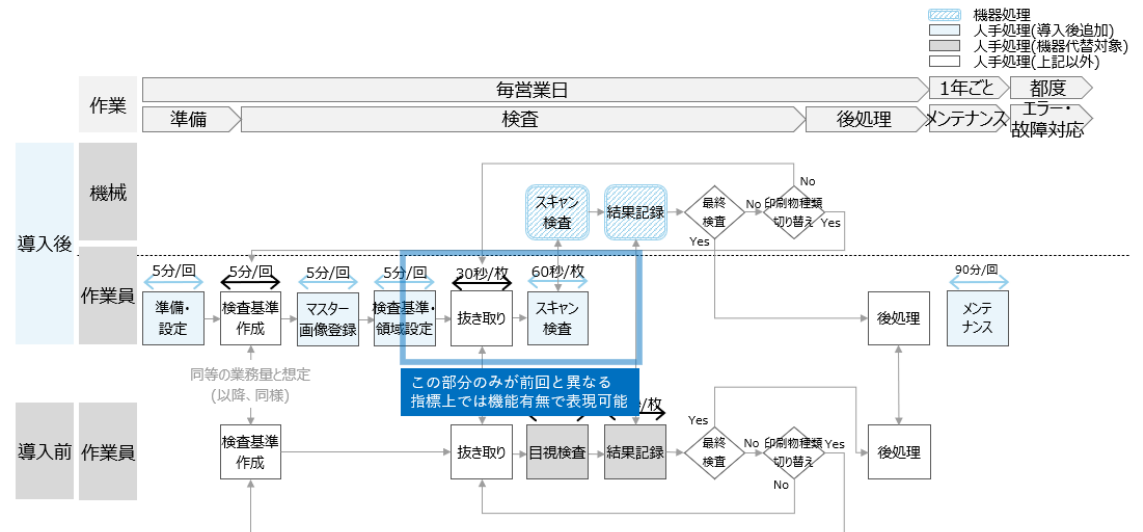 機器処理
人手処理(導入後追加)
人手処理(機器代替対象)
人手処理(上記以外)
作業
毎営業日
1年ごと
都度
準備
検査
後処理
メンテナンス
エラー・
故障対応
導入後
機械
スキャン
検査
結果記録
最終
検査
No
印刷物種類
切り替え
No
Yes
Yes
作業員
5分/回
5分/回
5分/回
5分/回
30秒/枚
60秒/枚
90分/回
準備・
設定
検査基準
作成
マスター
画像登録
検査基準・
領域設定
抜き取り
スキャン
検査
後処理
メンテ
ナンス
同等の業務量と想定
(以降、同様)
この部分のみが前回と異なる
指標上では機能有無で表現可能
/枚
導入前
作業員
検査基準
作成
抜き取り
目視検査
結果記録
Yes
最終
検査
No
印刷物種類
切り替え
Yes
No
後処理